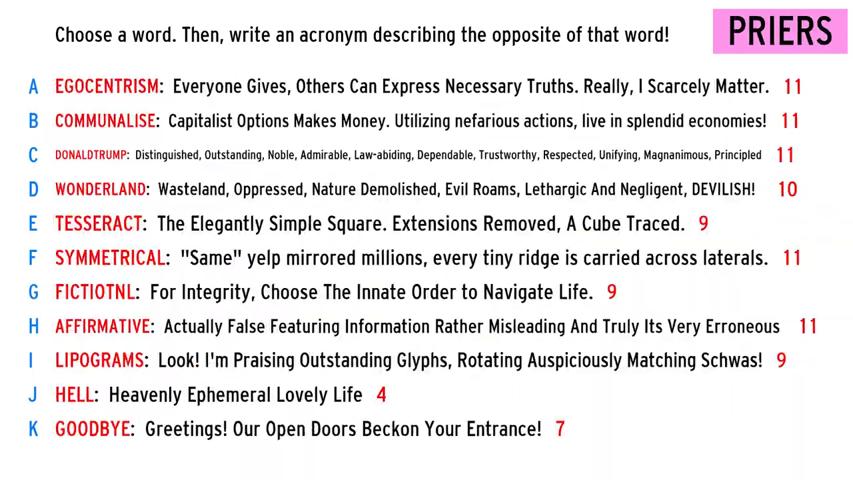 Choose a word. Then, write an acronym describing the opposite of that word!
PRIERS
A EGOCENTRISM: Everyone Gives, Others Can Express Necessary Truths. Really, I Scarcely Matter. 11
B COMMUNALISE: Capitalist Options Makes Money. Utilizing nefarious actions, live in splendid economies! 11
C DONALDTRUMP: Distinguished, Outstanding, Noble, Admirable, Law-abiding, Dependable, Trustworthy, Respected, Unifying, Magnanimous, Principled 11
D WONDERLAND: Wasteland, Oppressed, Nature Demolished, Evil Roams, Lethargic And Negligent, DEVILISH! 10
E TESSERACT: The Elegantly Simple Square. Extensions Removed, A Cube Traced. 9
F SYMMETRICAL: "Same" yelp mirrored millions, every tiny ridge is carried across laterals. 11
G FICTIOTNL: For Integrity, Choose The Innate Order to Navigate Life. 9
H AFFIRMATIVE: Actually False Featuring Information Rather Misleading And Truly Its Very Erroneous 11
I LIPOGRAMS: Look! I'm Praising Outstanding Glyphs, Rotating Auspiciously Matching Schwas! 9
J HELL: Heavenly Ephemeral Lovely Life 4
K GOODBYE: Greetings! Our Open Doors Beckon Your Entrance! 7